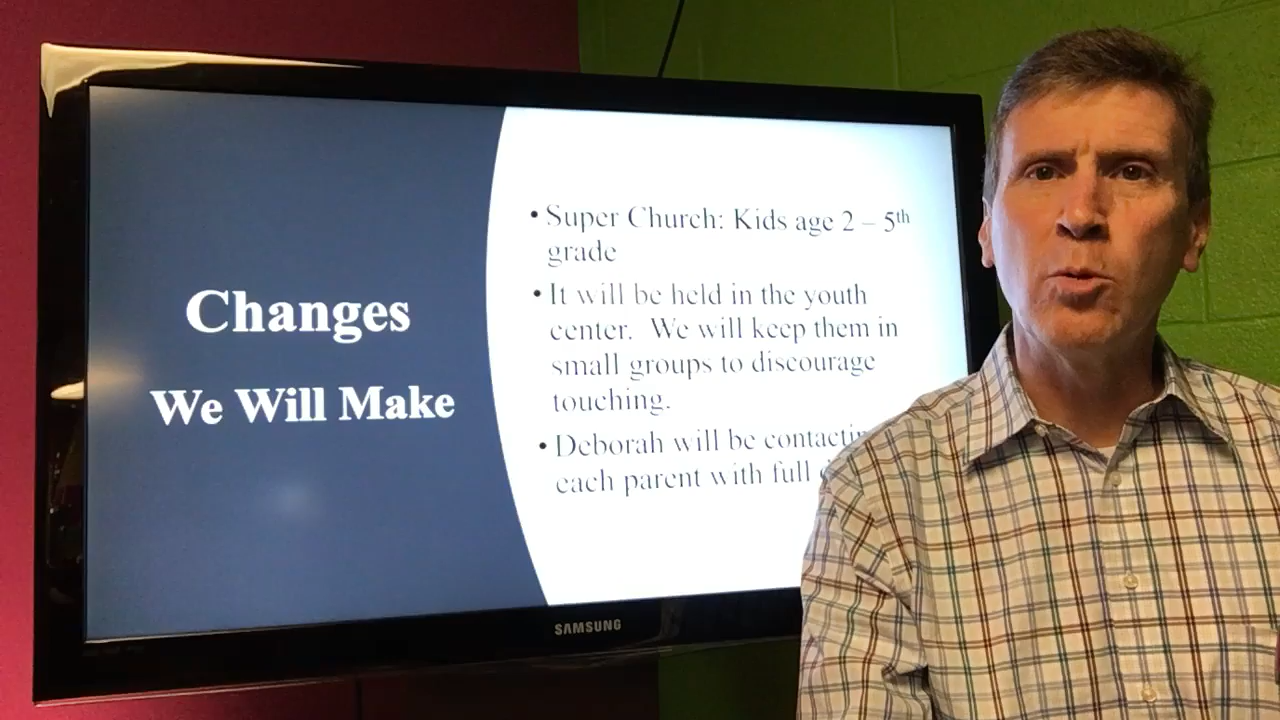 Changes
We Will Make
• Super Church: Kids age 2 – 5th
grade
• It will be held in the youth
center. We will keep them in
small groups to discourage
touching.
• Deborah will be
each parent with full
SAMSUNG